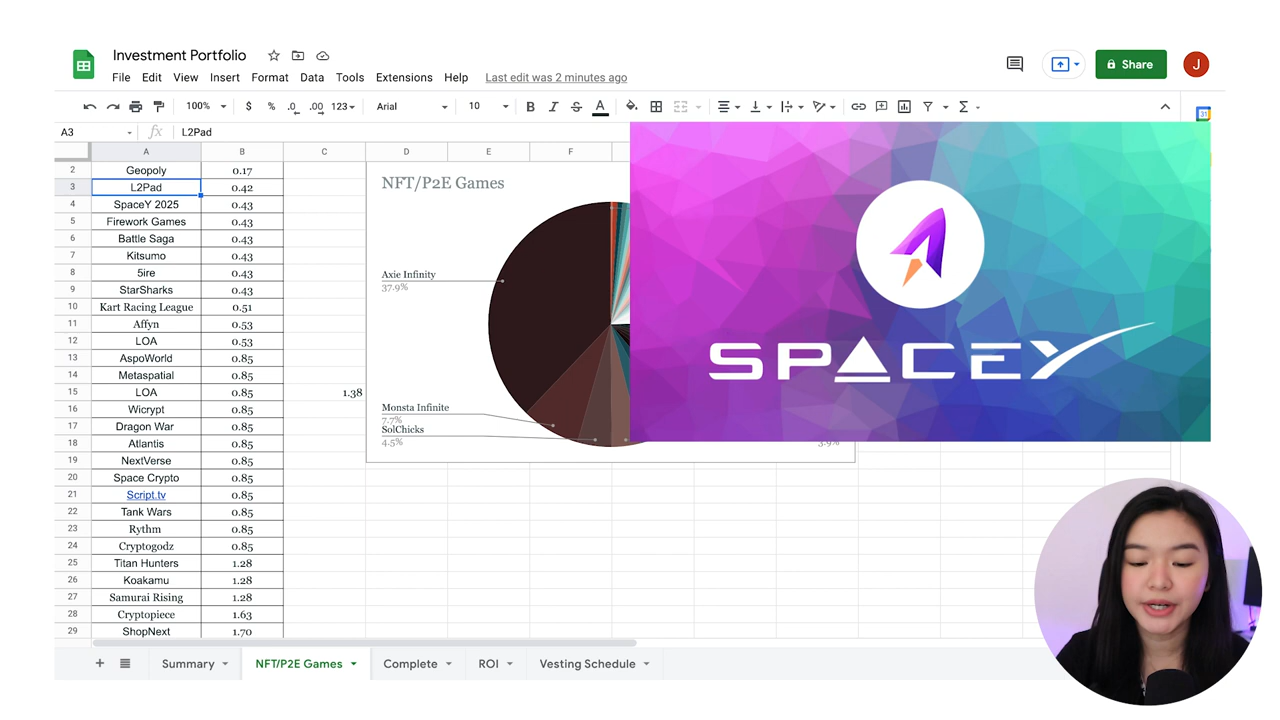 Investment Portfolio
File Edit View Insert Format Data Tools Extensions Help Last edit was 2 minutes ago
Share
J
100% $ % .0 .00 123 Arial 10 B I S A
A3 fx L2Pad
A B C D E F
2 Geopoly 0.17
3 L2Pad 0.42
4 SpaceY 2025 0.43
5 Firework Games 0.43
6 Battle Saga 0.43
7 Kitsumo 0.43
8 5ire 0.43
9 StarSharks 0.43
10 Kart Racing League 0.51
11 Affyn 0.53
12 LOA 0.53
13 AspoWorld 0.85
14 Metaspatial 0.85
15 LOA 0.85 1.38
16 Wicrypt 0.85
17 Dragon War 0.85
18 Atlantis 0.85
19 NextVerse 0.85
20 Space Crypto 0.85
21 Script.tv 0.85
22 Tank Wars 0.85
23 Rythm 0.85
24 Cryptogodz 0.85
25 Titan Hunters 1.28
26 Koakamu 1.28
27 Samurai Rising 1.28
28 Cryptopiece 1.63
29 ShopNext 1.70
NFT/P2E Games
Axie Infinity
37.9%
Monsta Infinite
7.7%
SolChicks
4.5%
3.9%
SPACEY
31
+ Summary NFT/P2E Games Complete ROI Vesting Schedule